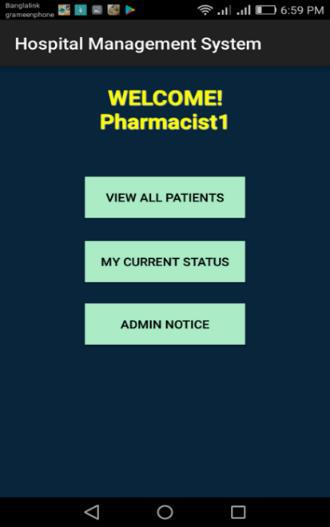 Banglalink
grameenphone
6:59 PM
Hospital Management System
WELCOME!
Pharmacist1
VIEW ALL PATIENTS
MY CURRENT STATUS
ADMIN NOTICE